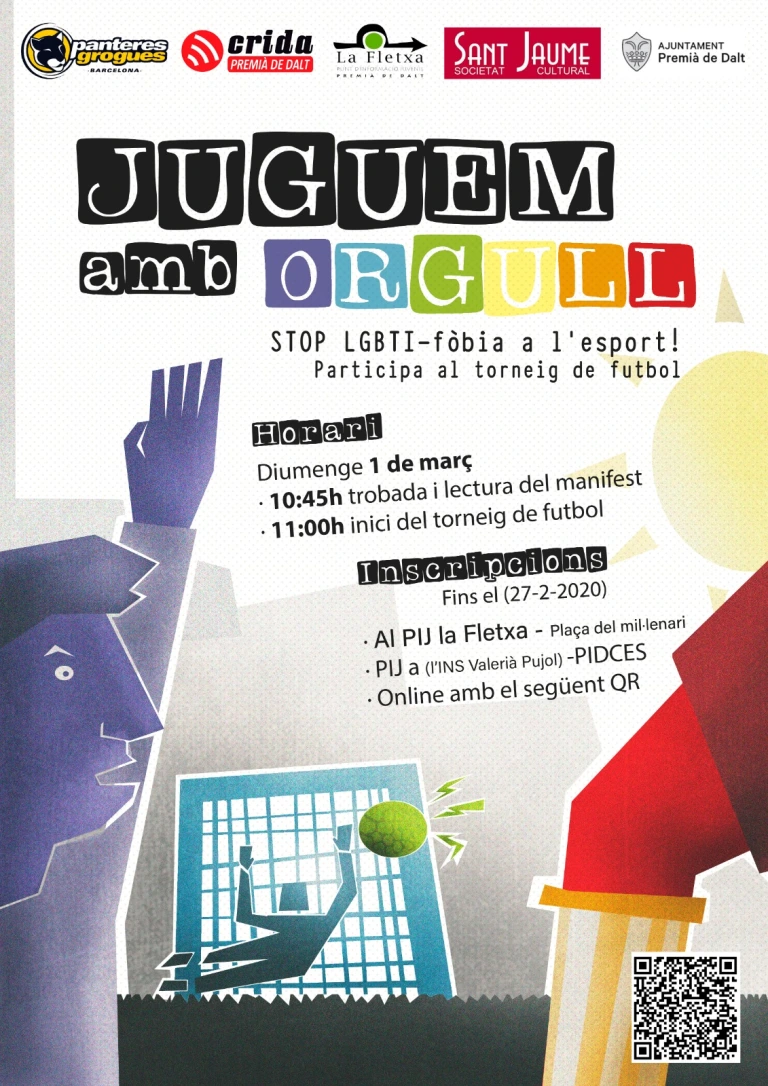 panteres
grogues
-BARCELONA-
crida
PREMIÀ DE DALT
La Fletxa
PUNT D'INFORMACIÓ JUVENIL
PREMIÀ DE DALT
SANT JAUME
SOCIETAT CULTURAL
AJUNTAMENT
Premià de Dalt
JUGUEM
amb ORGULL
STOP LGBTI-fòbia a l'esport!
Participa al torneig de futbol
Horari
Diumenge 1 de març
· 10:45h trobada i lectura del manifest
· 11:00h inici del torneig de futbol
Inscripcions
Fins el (27-2-2020)
· Al PIJ la Fletxa - Plaça del mil·lenari
· PIJ a (l'INS Valerià Pujol) -PIDCES
· Online amb el següent QR